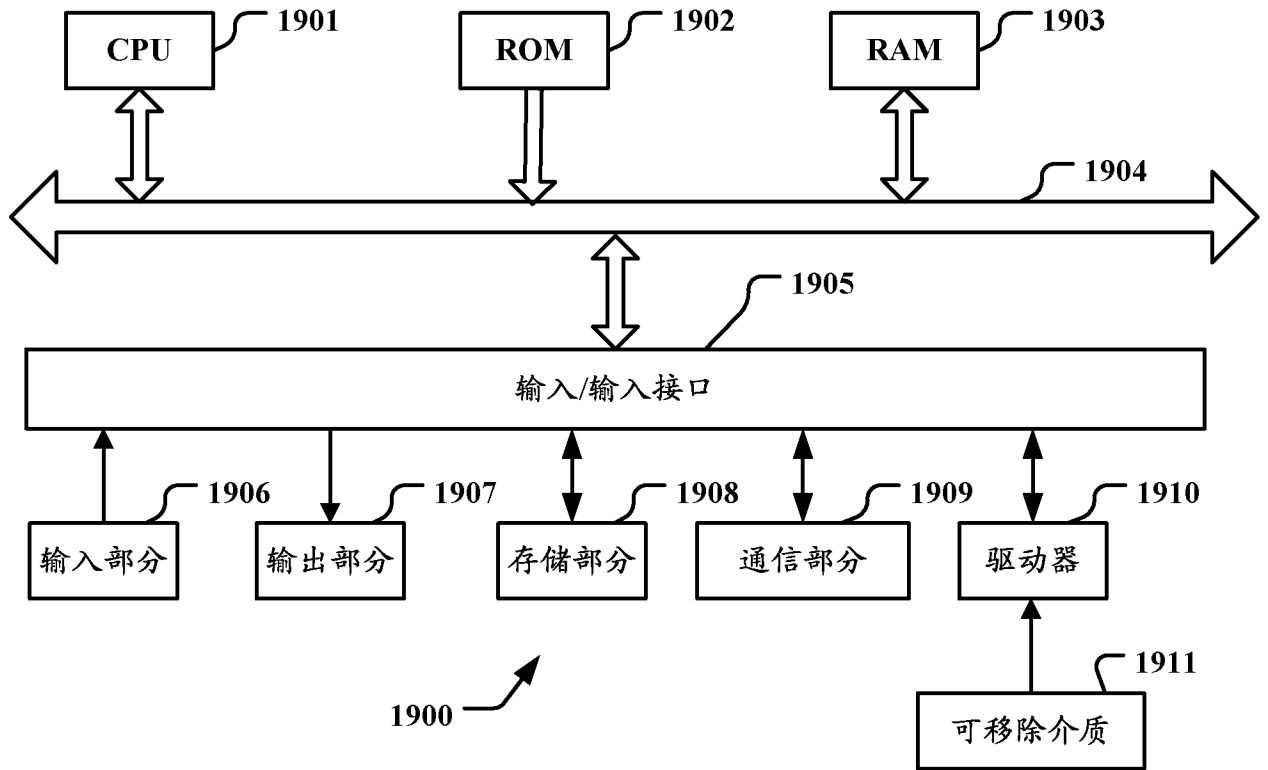 CPU 1901
ROM 1902
RAM 1903
1904
1905
输入/输入接口
1906
1907
1908
1909
1910
输入部分
输出部分
存储部分
通信部分
驱动器
1900
1911
可移除介质